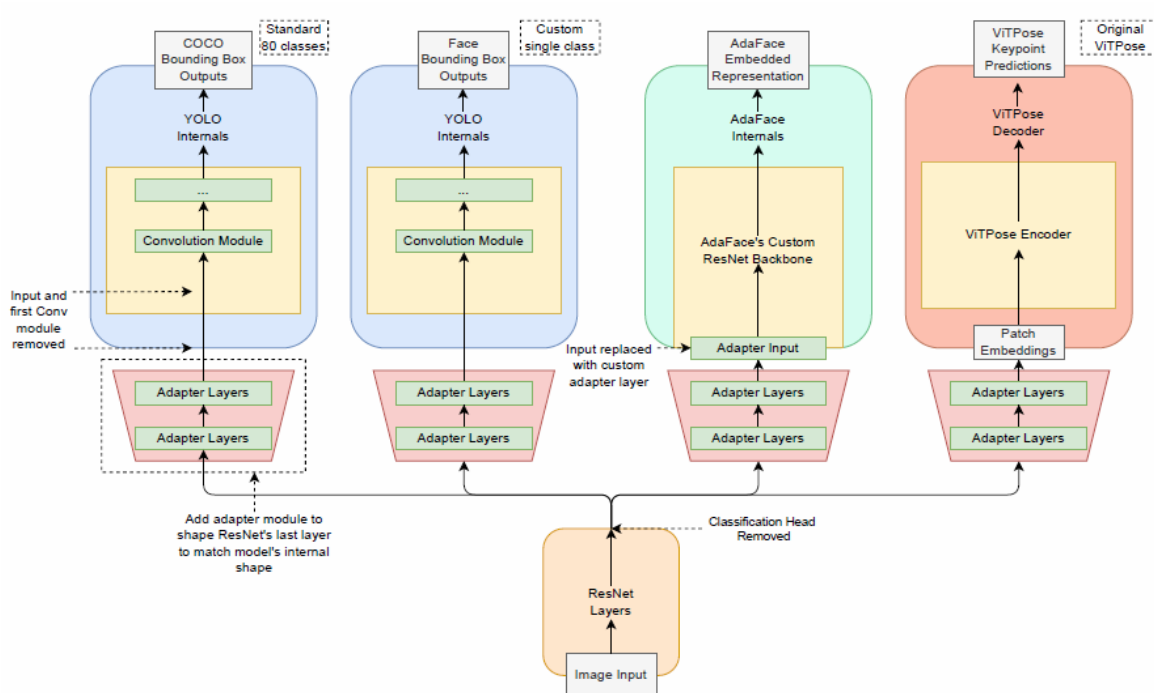 COCO
Bounding Box
Outputs
Standard
80 classes
Face
Bounding Box
Outputs
Custom
single class
AdaFace
Embedded
Representation
ViTPose
Keypoint
Predictions
Original
ViTPose
YOLO
Internals
YOLO
Internals
AdaFace
Internals
ViTPose
Decoder
...
...
Convolution Module
Convolution Module
AdaFace's Custom
ResNet Backbone
ViTPose Encoder
Input and
first Conv
module
removed
Input replaced
with custom
adapter layer
Adapter Input
Patch
Embeddings
Adapter Layers
Adapter Layers
Adapter Layers
Adapter Layers
Adapter Layers
Adapter Layers
Adapter Layers
Adapter Layers
Add adapter module to
shape ResNet's last layer
to match model's internal
shape
Classification Head
Removed
ResNet
Layers
Image Input